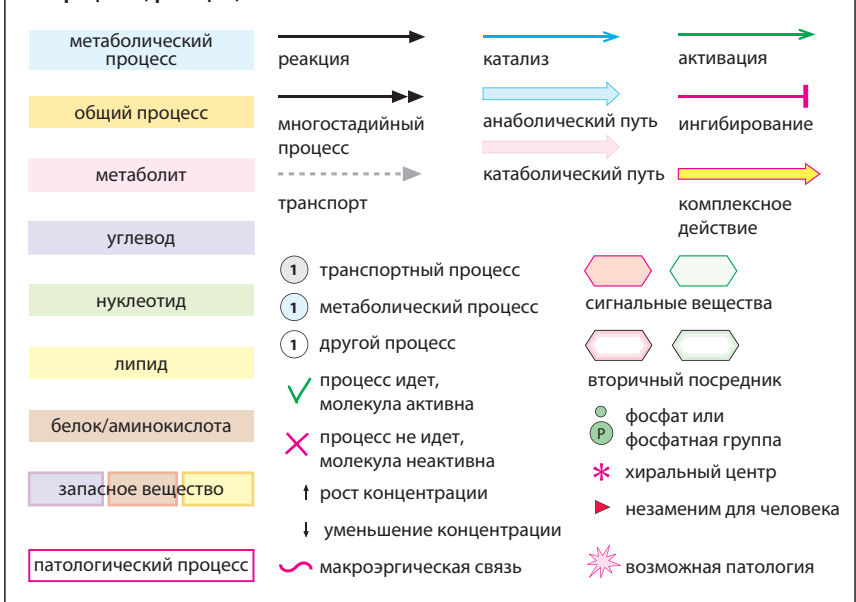 метаболический
процесс
общий процесс
метаболит
углевод
нуклеотид
липид
белок/аминокислота
запасное вещество
патологический процесс
реакция
многостадийный
процесс
транспорт
катализ
анаболический путь
катаболический путь
активация
ингибирование
комплексное
действие
1 транспортный процесс
1 метаболический процесс
1 другой процесс
процесс идет,
молекула активна
процесс не идет,
молекула неактивна
рост концентрации
уменьшение концентрации
макроэргическая связь
сигнальные вещества
вторичный посредник
фосфат или
P фосфатная группа
хиральный центр
незаменим для человека
возможная патология